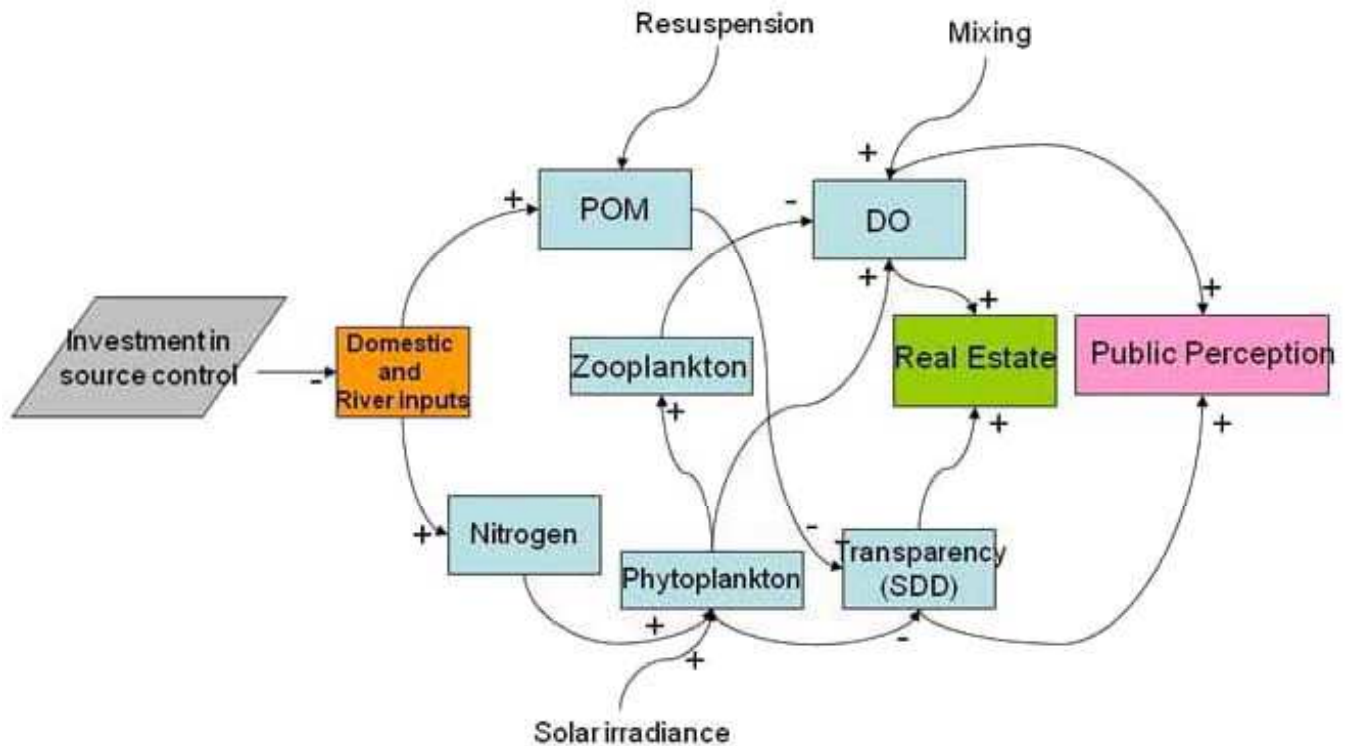 Resuspension
Mixing
+
+
POM
-
DO
+
+
+
Investment in
source control
-
Domestic
and
River inputs
Zooplankton
+
Real Estate
+
Public Perception
+
+
Nitrogen
-
Phytoplankton
Transparency
(SDD)
+
+
-
Solar irradiance